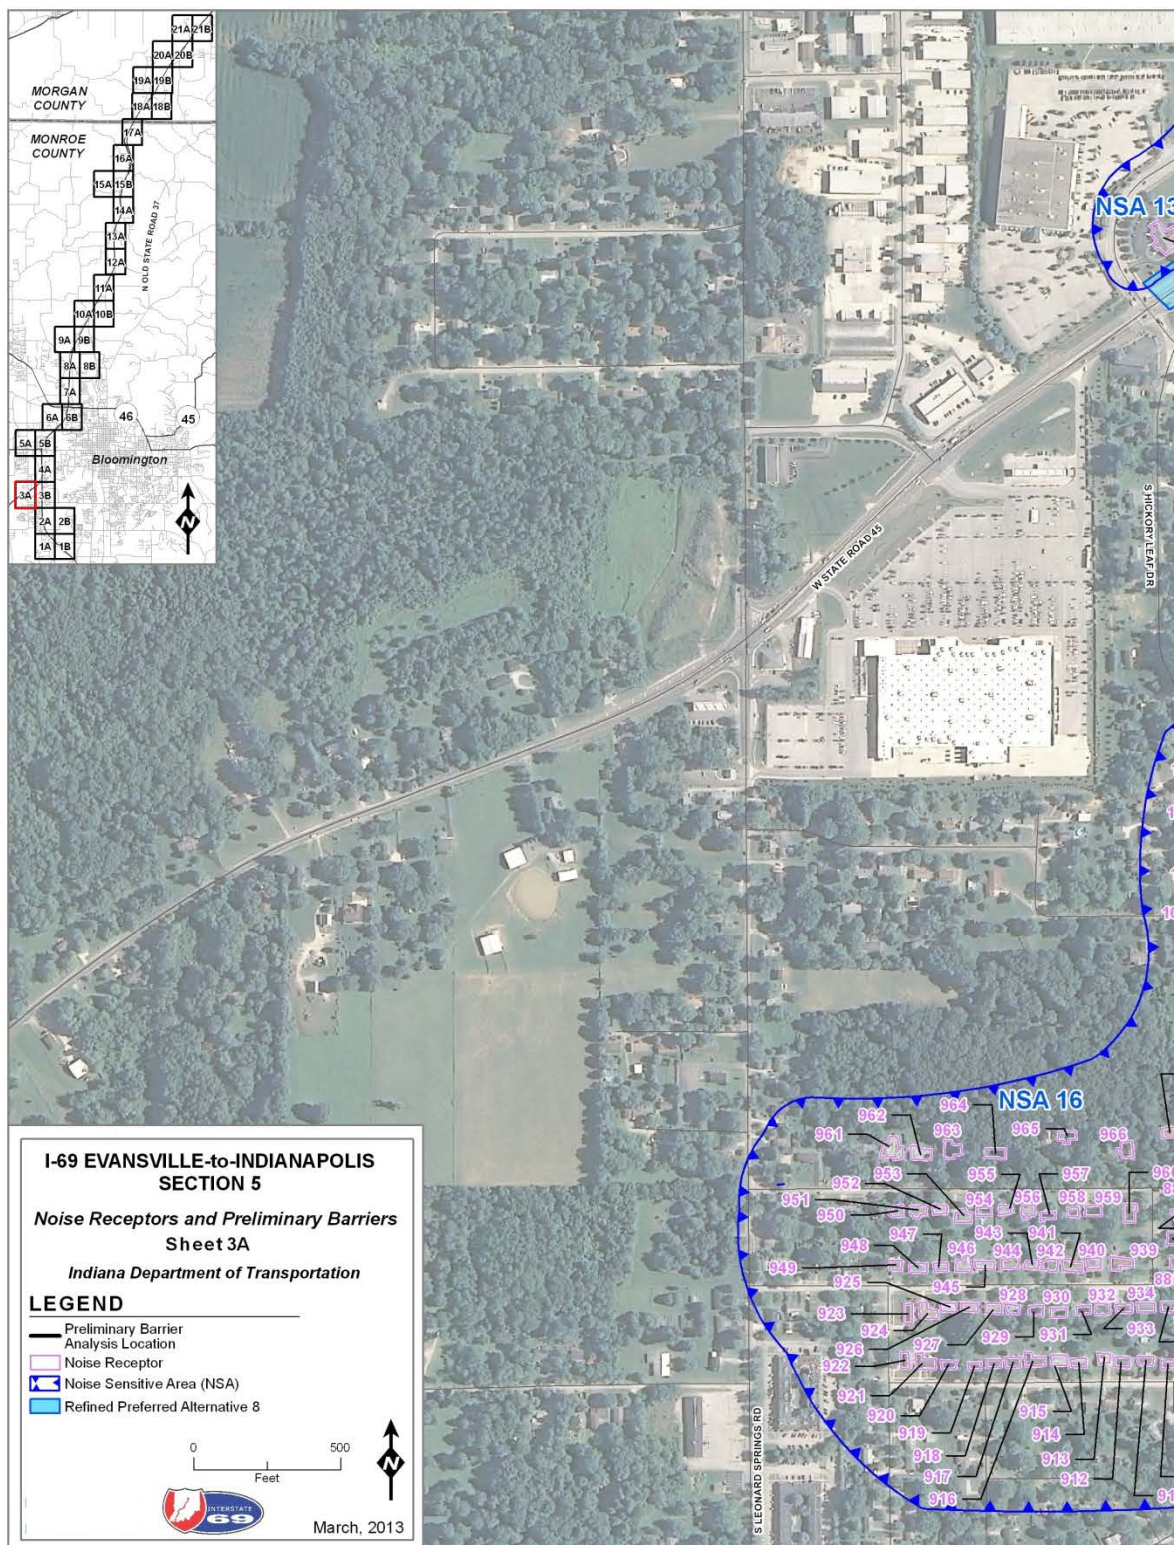 21A 21B
20A 20B
19A 19B
18A 18B
MORGAN
COUNTY
17A
MONROE
COUNTY
16A
15A 15B
14A
13A
12A
11A
10A 10B
9A 9B
8A 8B
7A
6A 6B
5A 5B
4A
3A 3B
2A 2B
1A 1B
N OLD STATE ROAD 37
46
45
Bloomington
N
NSA 13
W STATE ROAD 45
S HICKORY LEAF DR
10
NSA 16
964
962
961
963
965
966
953
955
957
952
951
950
954
956
958
959
947
943
941
948
946
944
942
940
939
949
945
925
923
924
928
930
932
934
926
927
929
931
933
922
921
920
919
918
917
916
915
914
913
912
S LEONARD SPRINGS RD
I-69 EVANSVILLE-to-INDIANAPOLIS
SECTION 5
Noise Receptors and Preliminary Barriers
Sheet 3A
Indiana Department of Transportation
LEGEND
Preliminary Barrier
Analysis Location
Noise Receptor
Noise Sensitive Area (NSA)
Refined Preferred Alternative 8
0 500
Feet
N
INTERSTATE
69
March, 2013